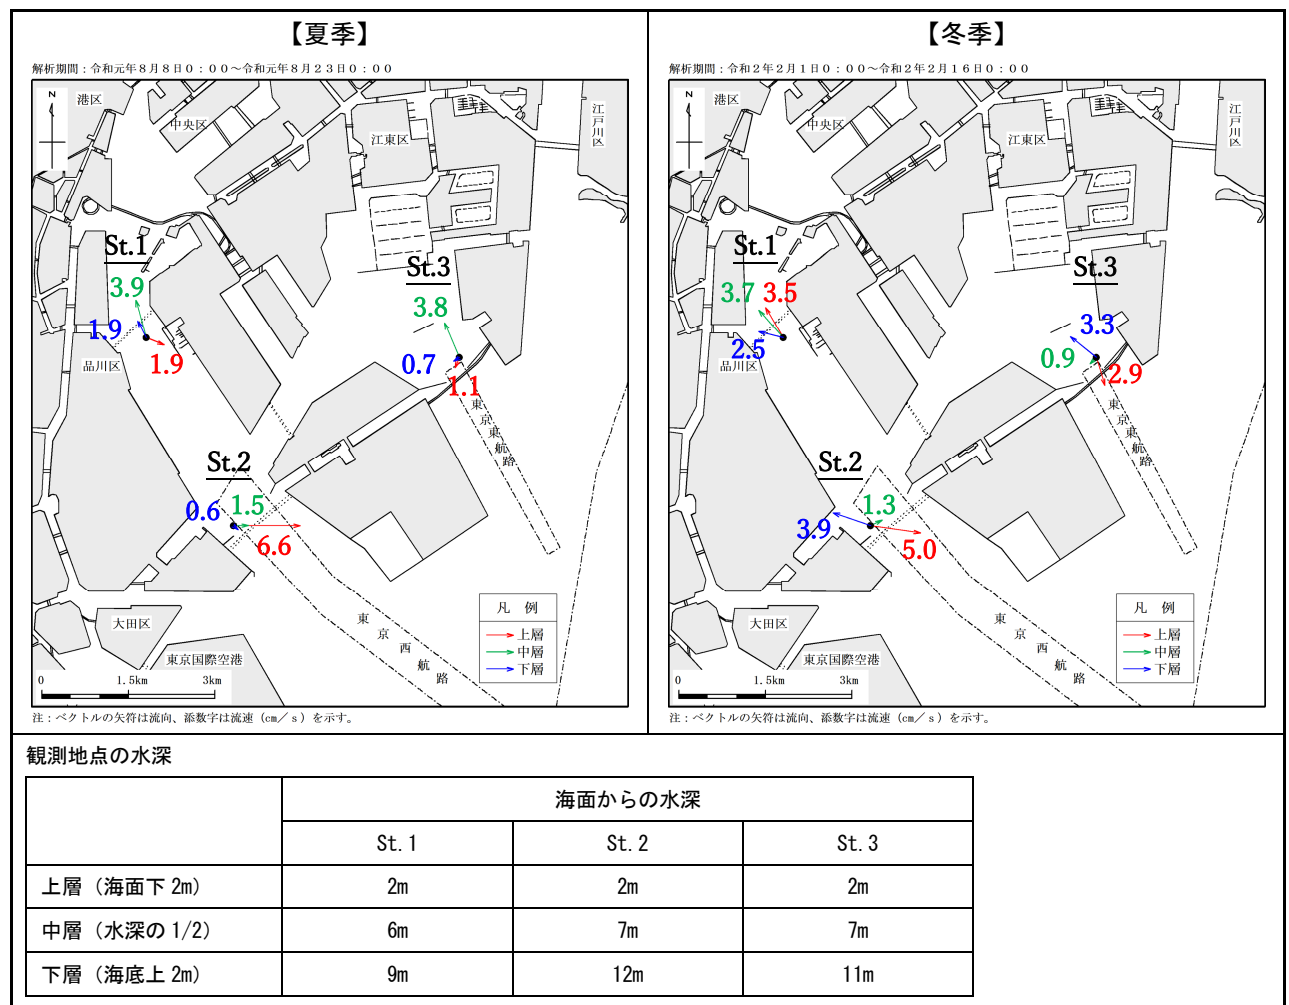 【夏季】
解析期間：令和元年８月８日０：００～令和元年８月２３日０：００
N
港区
中央区
江東区
江戸川区
St.1
3.9
1.9
1.9
品川区
St.3
3.8
0.7
1.1
東京東航路
St.2
0.6
1.5
6.6
大田区
東京国際空港
東京西航路
凡　例
上層
中層
下層
0 1.5km 3km
注：ベクトルの矢符は流向、添数字は流速（cm／ｓ）を示す。
【冬季】
解析期間：令和２年２月１日０：００～令和２年２月１６日０：００
N
港区
中央区
江東区
江戸川区
St.1
3.7
3.5
2.5
品川区
St.3
3.3
0.9
2.9
東京東航路
St.2
1.3
3.9
5.0
大田区
東京国際空港
東京西航路
凡　例
上層
中層
下層
0 1.5km 3km
注：ベクトルの矢符は流向、添数字は流速（cm／ｓ）を示す。
観測地点の水深
海面からの水深
St.1 St.2 St.3
上層（海面下 2m） 2m 2m 2m
中層（水深の 1/2） 6m 7m 7m
下層（海底上 2m） 9m 12m 11m